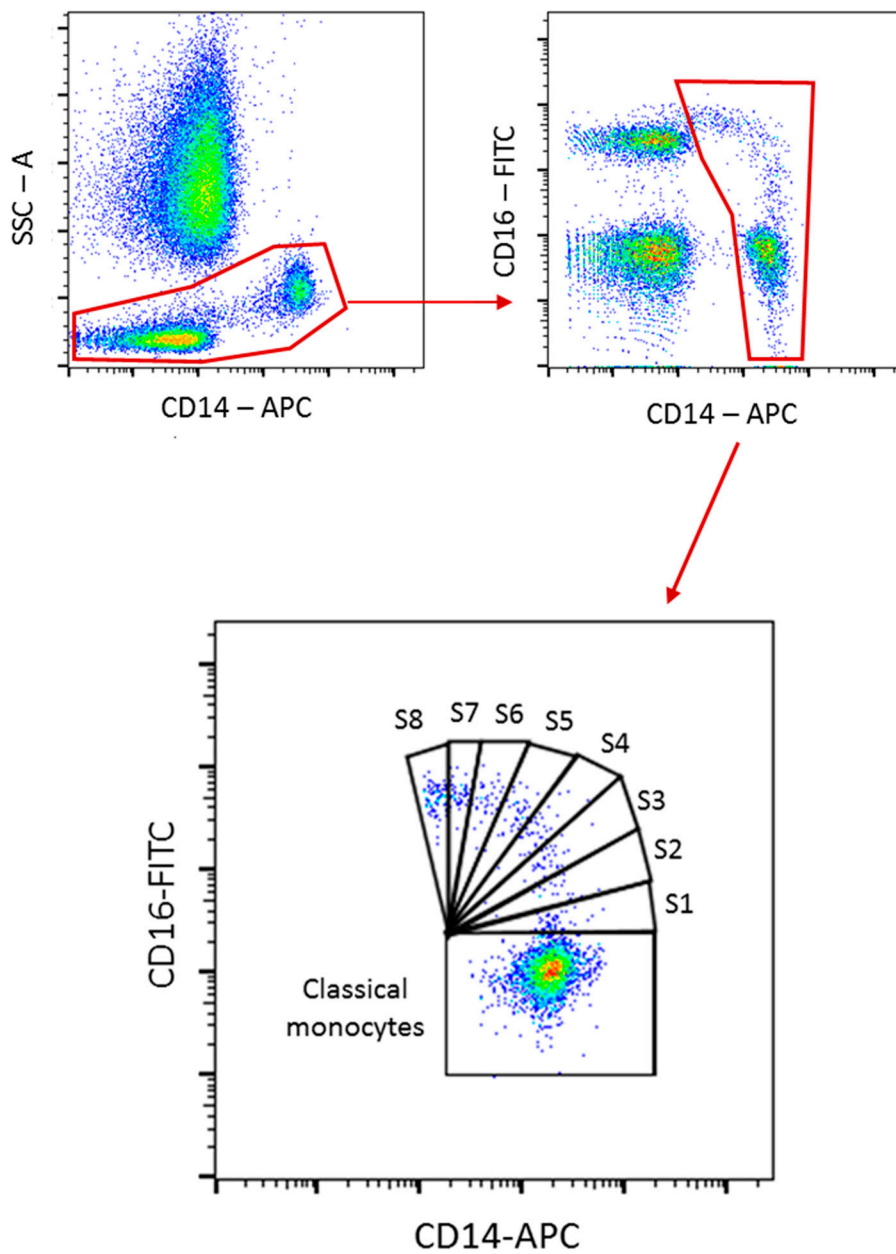 SSC – A
CD14 – APC
CD16 – FITC
CD14 – APC
S8
S7
S6
S5
S4
S3
S2
S1
Classical
monocytes
CD16-FITC
CD14-APC